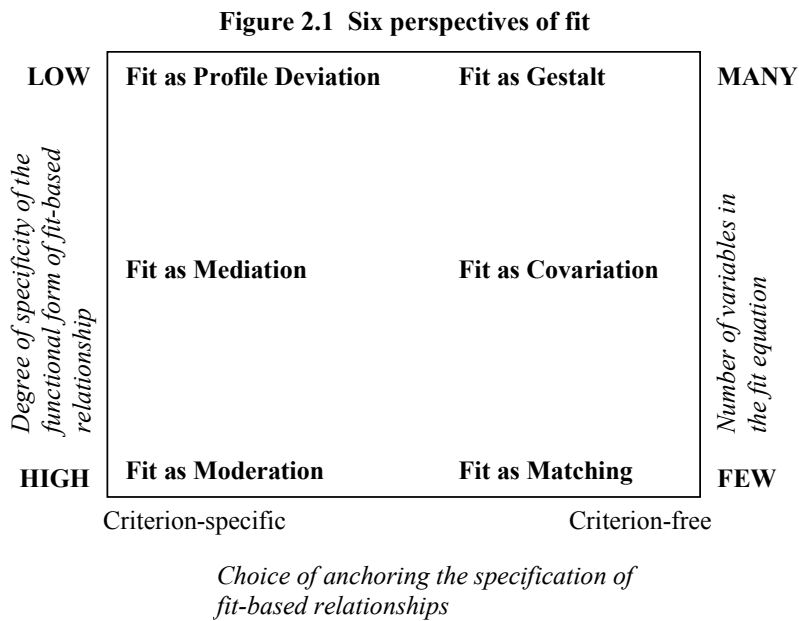 Figure 2.1 Six perspectives of fit
LOW
Fit as Profile Deviation
Fit as Gestalt
MANY
Degree of specificity of the
functional form of fit-based
relationship
Fit as Mediation
Fit as Covariation
Number of variables in
the fit equation
HIGH
Fit as Moderation
Fit as Matching
FEW
Criterion-specific
Criterion-free
Choice of anchoring the specification of
fit-based relationships